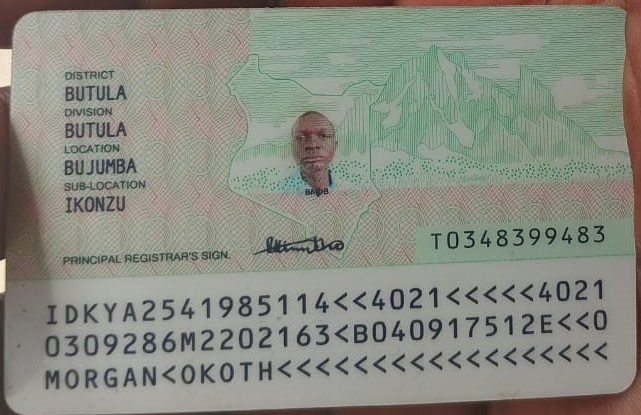 DISTRICT
BUTULA
DIVISION
BUTULA
LOCATION
BUJUMBA
SUB-LOCATION
IKONZU
BMDB
PRINCIPAL REGISTRAR'S SIGN.
T0348399483
IDKYA2541985114<<4021<<<<<4021
0309286M2202163<B040917512E<<0
MORGAN<OKOTH<<<<<<<<<<<<<<<<<<